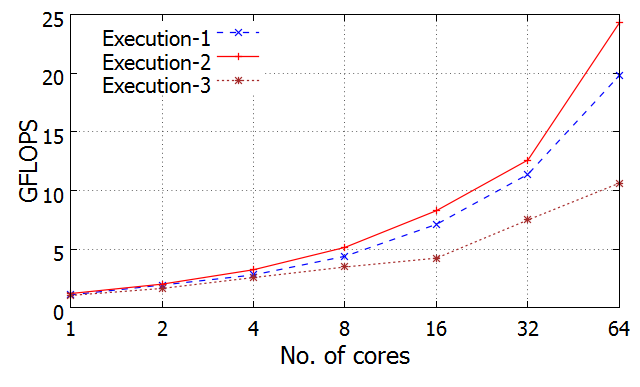 25
20
15
10
5
0
GFLOPS
Execution-1
Execution-2
Execution-3
1 2 4 8 16 32 64
No. of cores